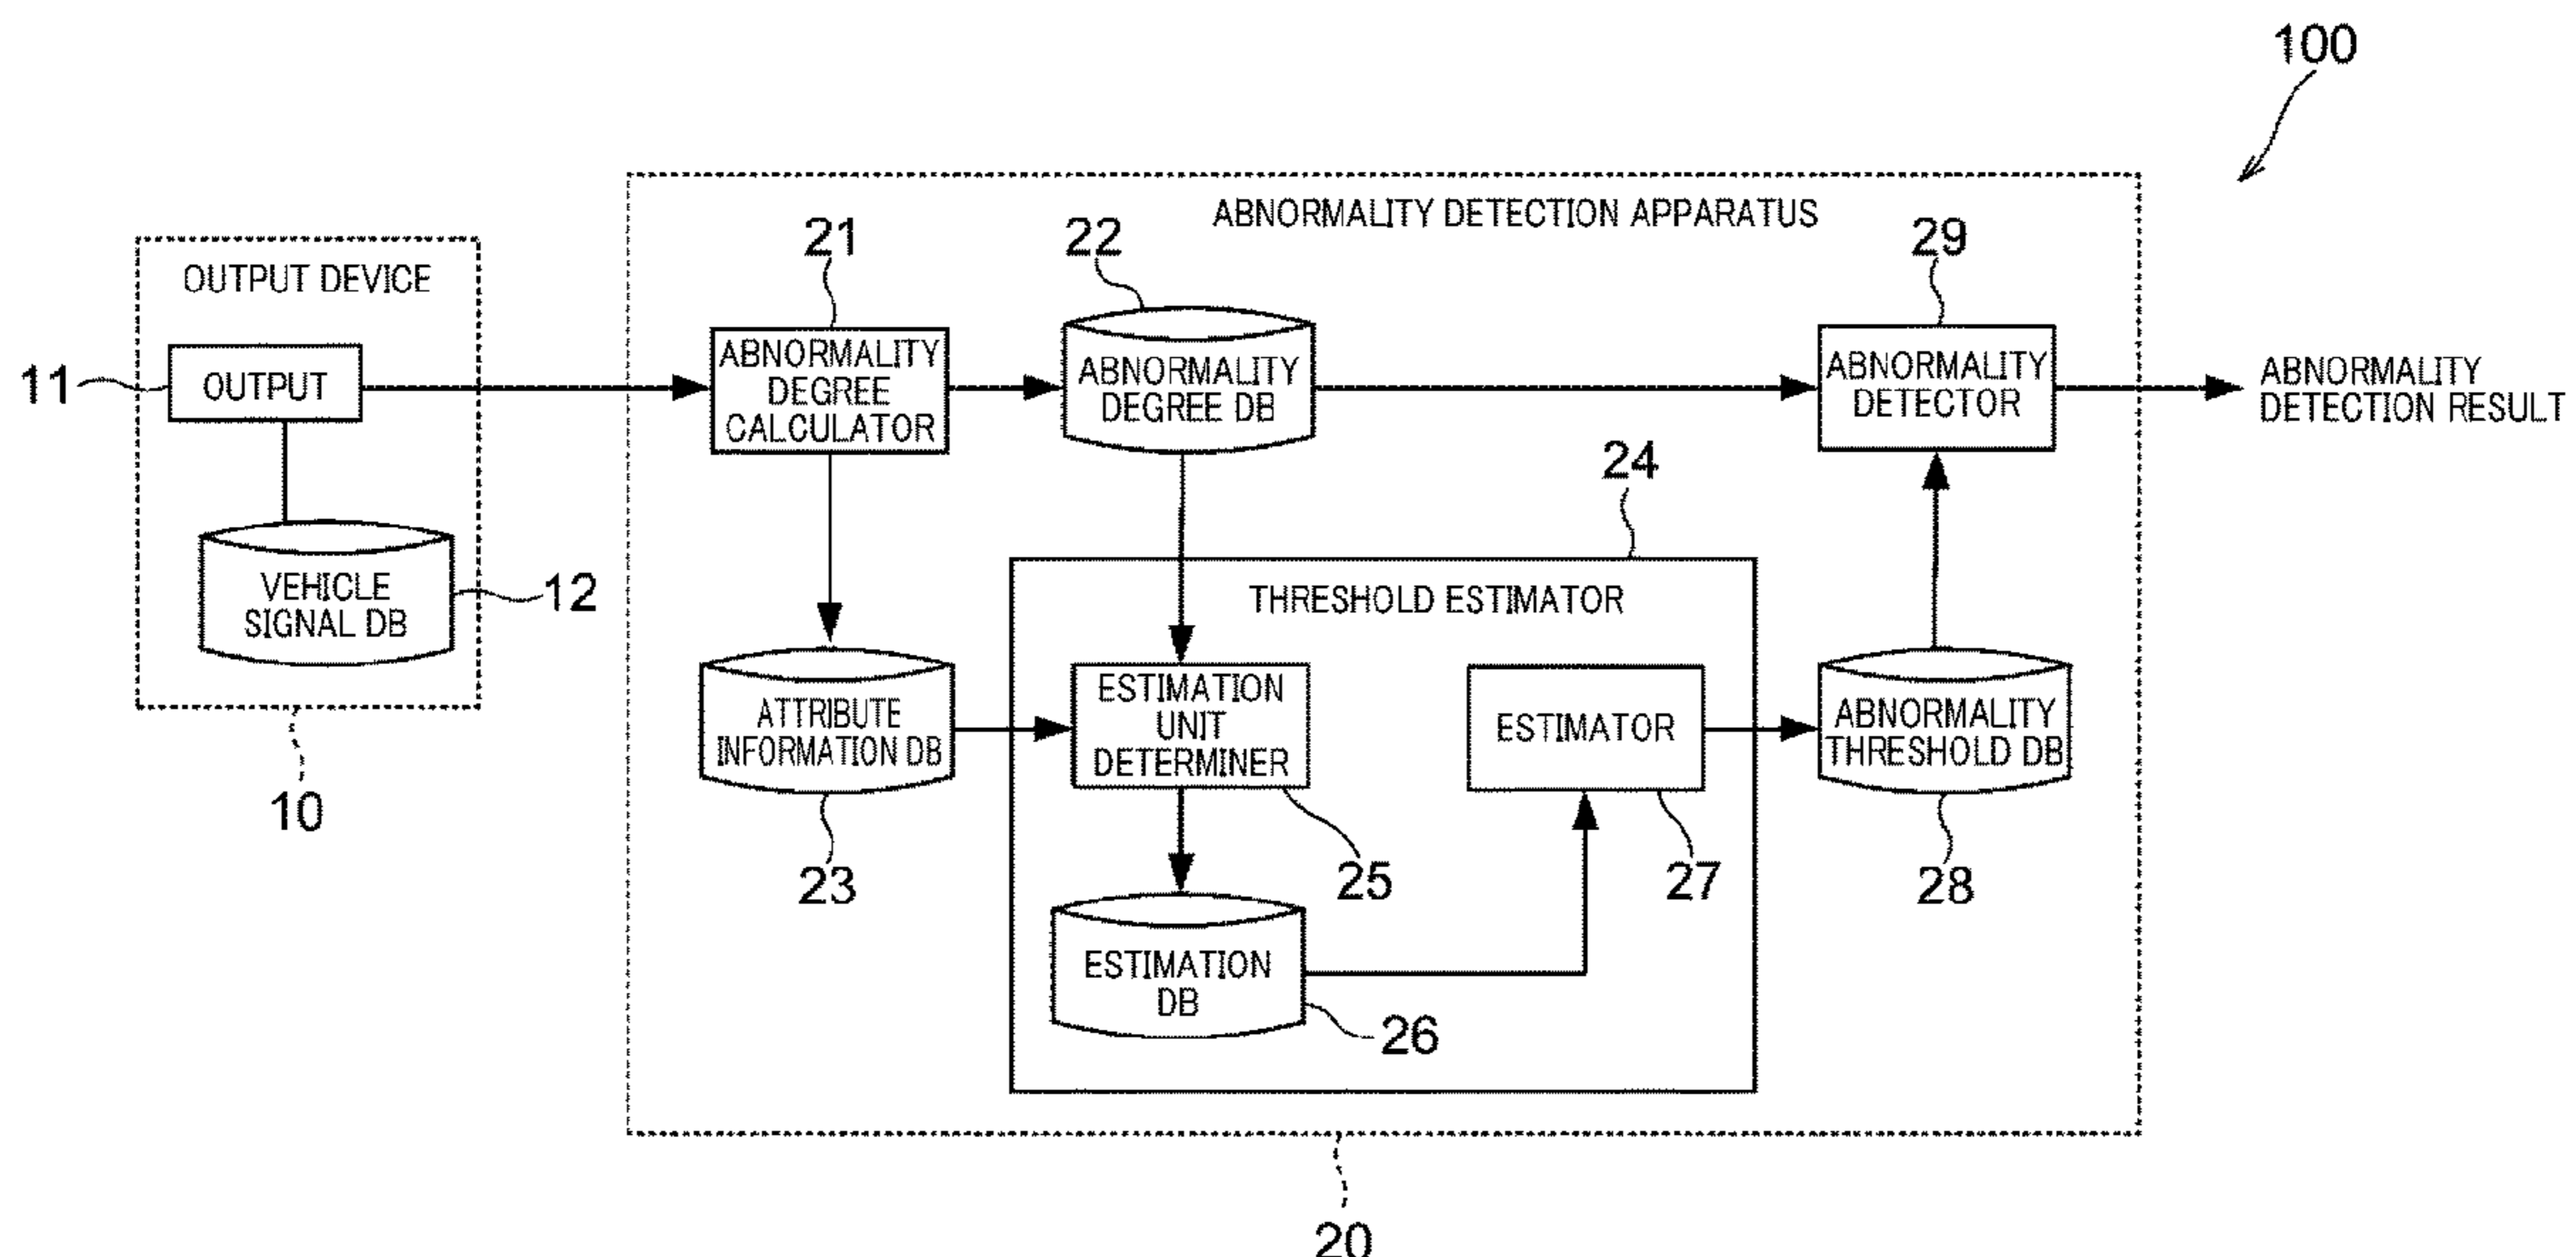 100
ABNORMALITY DETECTION APPARATUS
21
22
29
OUTPUT DEVICE
11
OUTPUT
ABNORMALITY
DEGREE
CALCULATOR
ABNORMALITY
DEGREE DB
ABNORMALITY
DETECTOR
ABNORMALITY
DETECTION RESULT
24
VEHICLE
SIGNAL DB
12
THRESHOLD ESTIMATOR
ATTRIBUTE
INFORMATION DB
ESTIMATION
UNIT
DETERMINER
ESTIMATOR
ABNORMALITY
THRESHOLD DB
10
23
25
27
28
ESTIMATION
DB
26
20